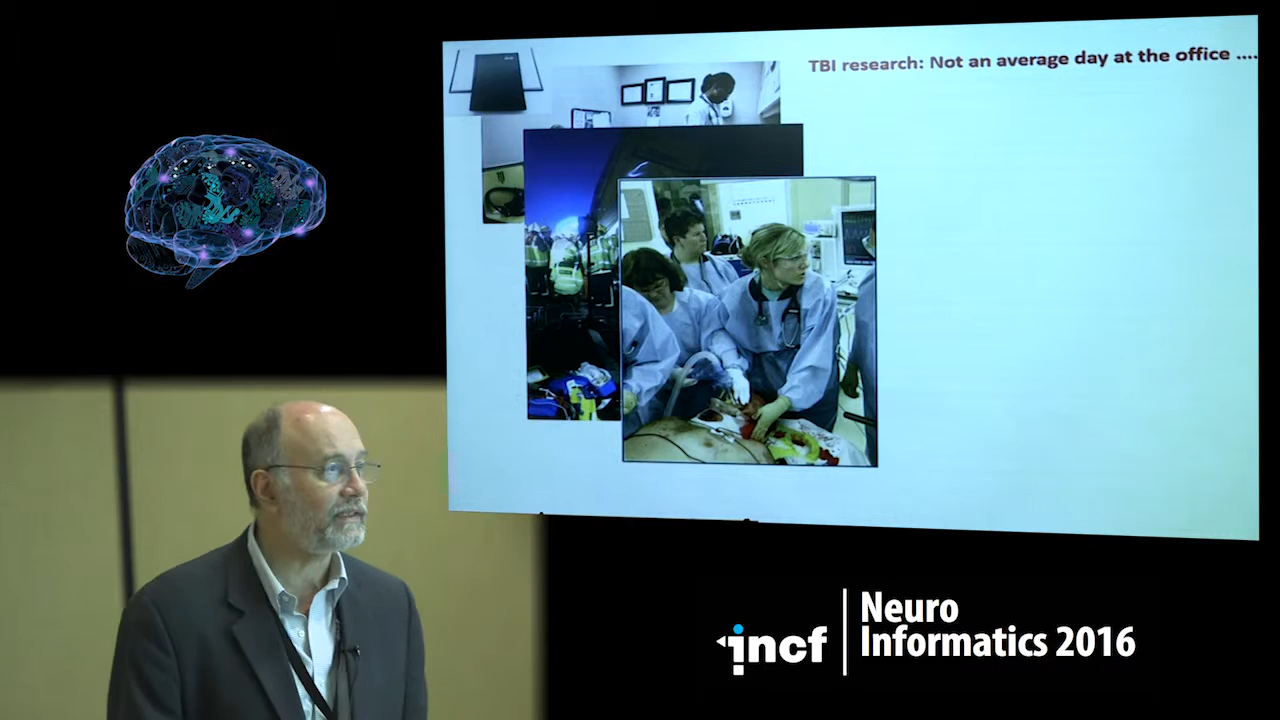 TBI research: Not an average day at the office ....
incf
Neuro
Informatics 2016